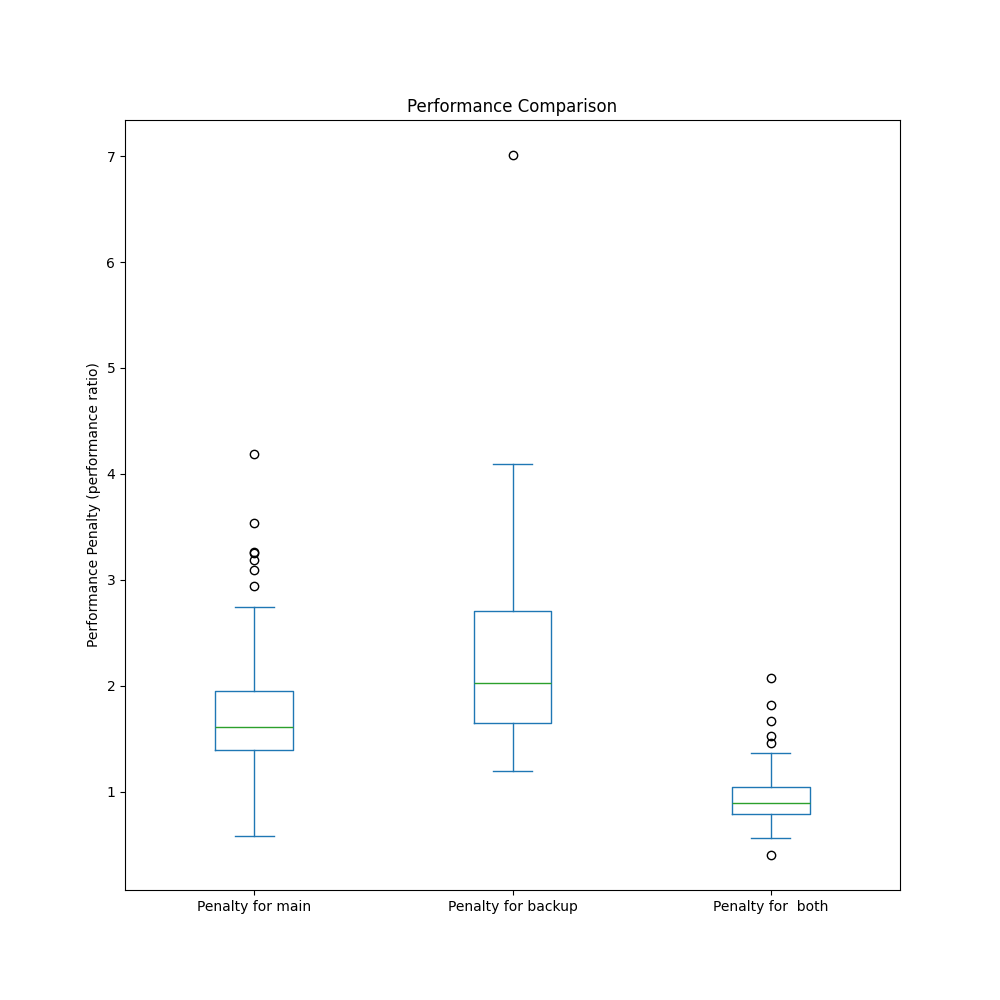 Performance Comparison
Performance Penalty (performance ratio)
7
6
5
4
3
2
1
Penalty for main
Penalty for backup
Penalty for  both